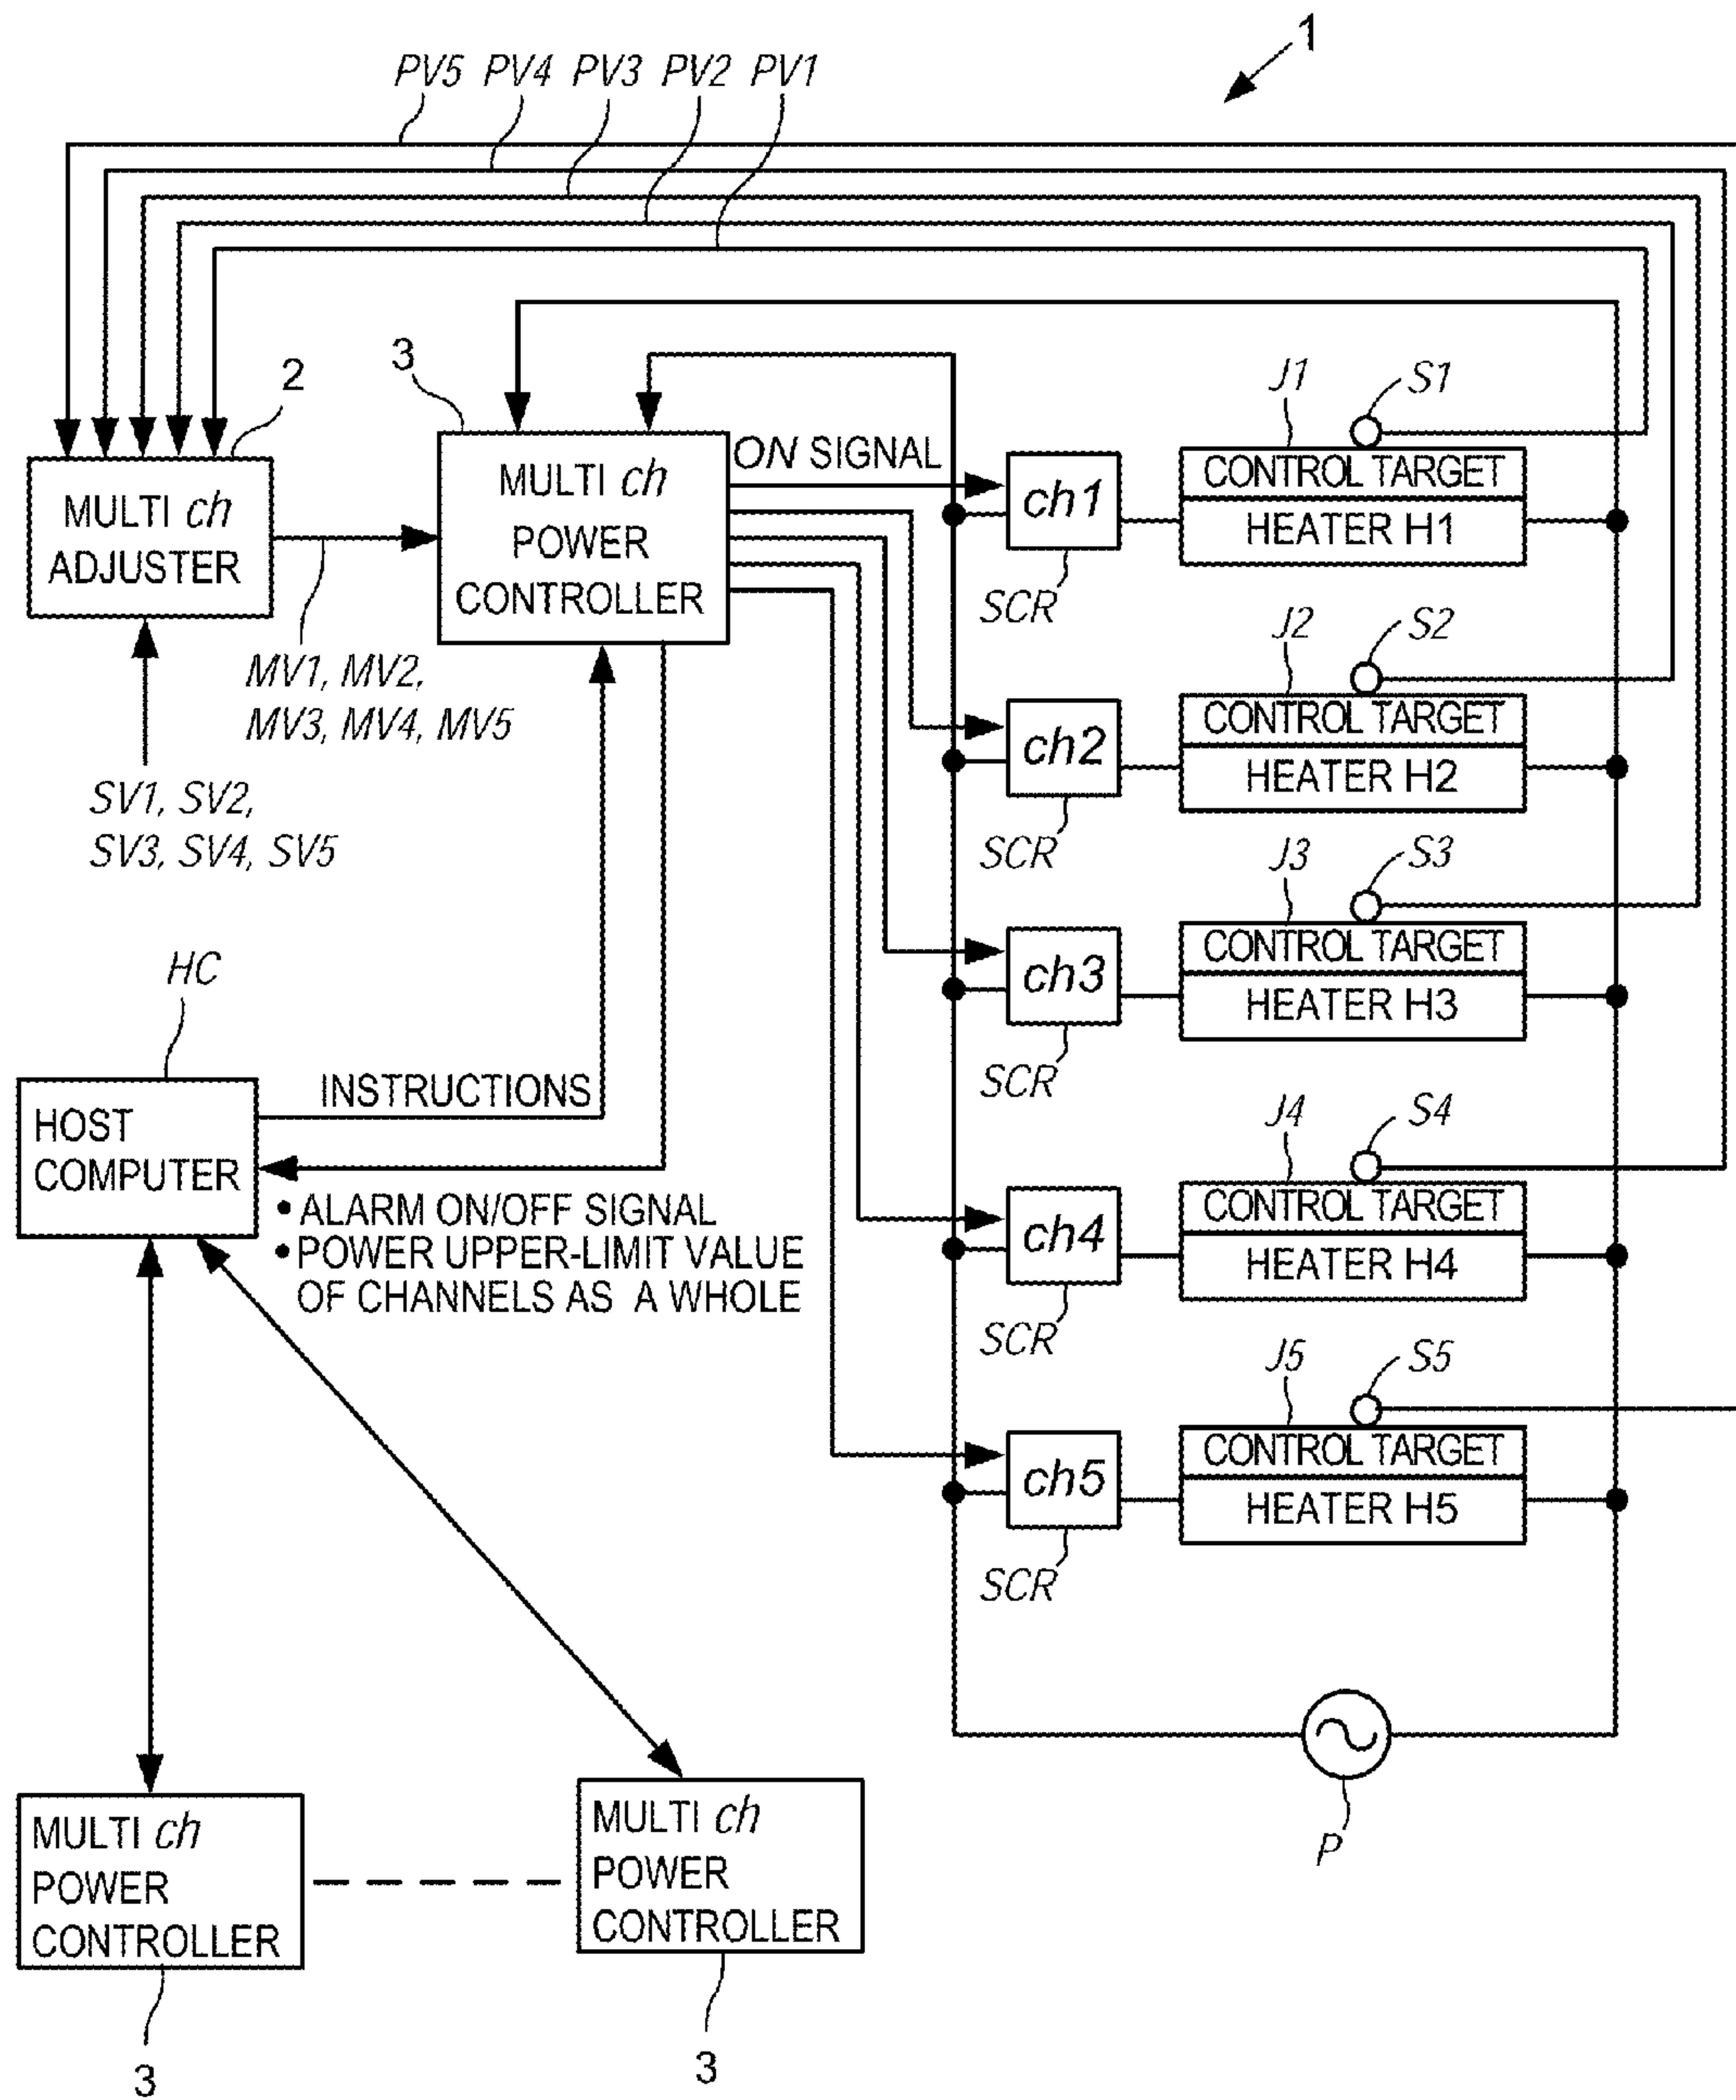 1
PV5 PV4 PV3 PV2 PV1
2
3
MULTI ch
ADJUSTER
MULTI ch
POWER
CONTROLLER
ON SIGNAL
MV1, MV2,
MV3, MV4, MV5
SV1, SV2,
SV3, SV4, SV5
ch1
SCR
J1
S1
CONTROL TARGET
HEATER H1
ch2
SCR
J2
S2
CONTROL TARGET
HEATER H2
ch3
SCR
J3
S3
CONTROL TARGET
HEATER H3
ch4
SCR
J4
S4
CONTROL TARGET
HEATER H4
ch5
SCR
J5
S5
CONTROL TARGET
HEATER H5
P
HC
HOST
COMPUTER
INSTRUCTIONS
• ALARM ON/OFF SIGNAL
• POWER UPPER-LIMIT VALUE
OF CHANNELS AS A WHOLE
MULTI ch
POWER
CONTROLLER
3
MULTI ch
POWER
CONTROLLER
3